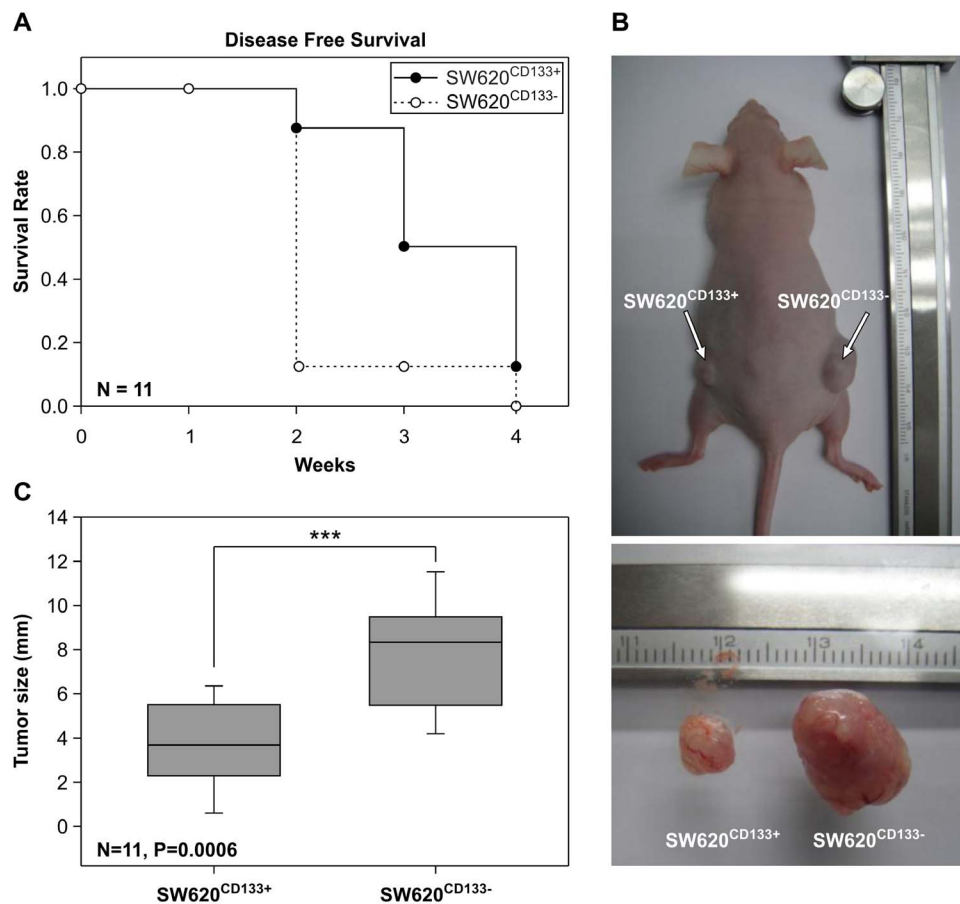 A
Disease Free Survival
SW620CD133+
SW620CD133-
1.0
0.8
0.6
0.4
0.2
0.0
Survival Rate
N = 11
0 1 2 3 4
Weeks
B
SW620CD133+ SW620CD133-
1 2 3 4
SW620CD133+ SW620CD133-
C
14
12
10
8
6
4
2
0
Tumor size (mm)
***
N=11, P=0.0006
SW620CD133+ SW620CD133-